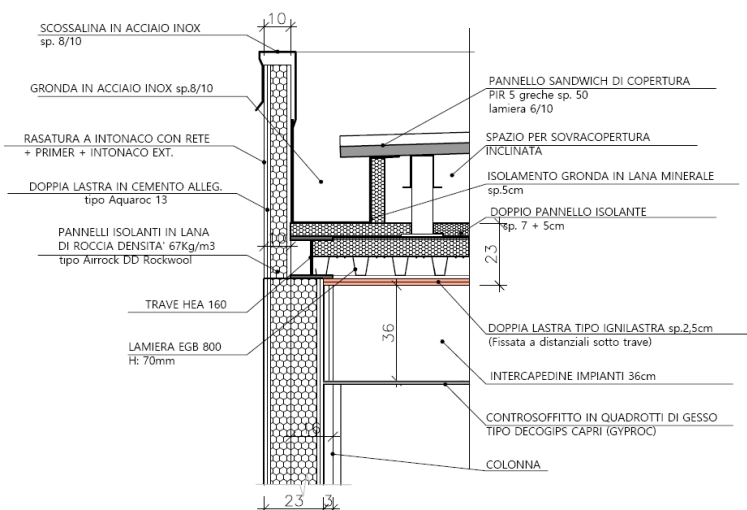 10
SCOSSALINA IN ACCIAIO INOX
sp. 8/10
GRONDA IN ACCIAIO INOX sp.8/10
RASATURA A INTONACO CON RETE
+ PRIMER + INTONACO EXT.
DOPPIA LASTRA IN CEMENTO ALLEG.
tipo Aquaroc 13
PANNELLI ISOLANTI IN LANA
DI ROCCIA DENSITA' 67Kg/m3
tipo Airrock DD Rockwool
TRAVE HEA 160
LAMIERA EGB 800
H: 70mm
PANNELLO SANDWICH DI COPERTURA
PIR 5 greche sp. 50
lamiera 6/10
SPAZIO PER SOVRACOPERTURA
INCLINATA
ISOLAMENTO GRONDA IN LANA MINERALE
sp.5cm
DOPPIO PANNELLO ISOLANTE
sp. 7 + 5cm
23
DOPPIA LASTRA TIPO IGNILASTRA sp.2,5cm
(Fissata a distanziali sotto trave)
36
INTERCAPEDINE IMPIANTI 36cm
CONTROSOFFITTO IN QUADROTTI DI GESSO
TIPO DECOGIPS CAPRI (GYPROC)
COLONNA
16
23
3